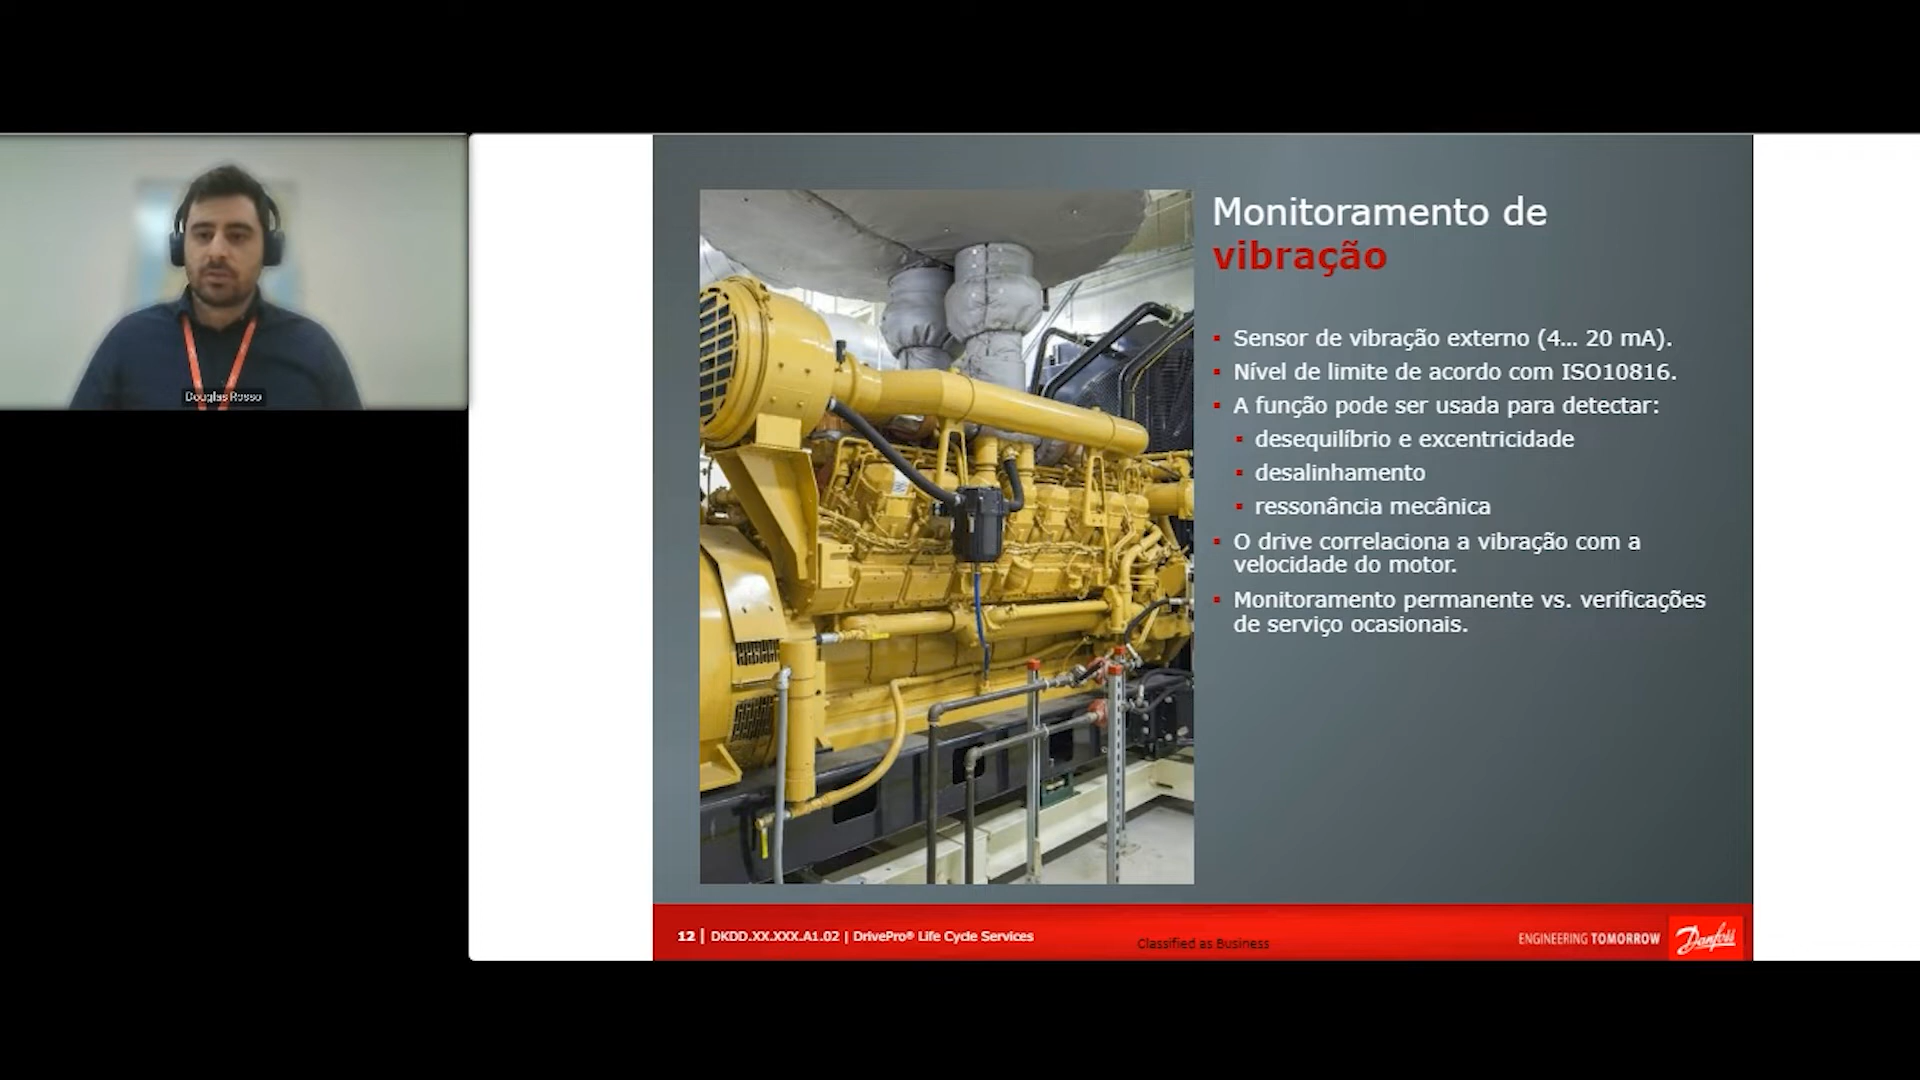 Douglas Rosso
Monitoramento de
vibração
Sensor de vibração externo (4... 20 mA).
Nível de limite de acordo com ISO10816.
A função pode ser usada para detectar:
desequilíbrio e excentricidade
desalinhamento
ressonância mecânica
O drive correlaciona a vibração com a
velocidade do motor.
Monitoramento permanente vs. verificações
de serviço ocasionais.
12 | DKDD.XX.XXX.A1.02 | DrivePro® Life Cycle Services
Classified as Business
ENGINEERING TOMORROW
Danfoss